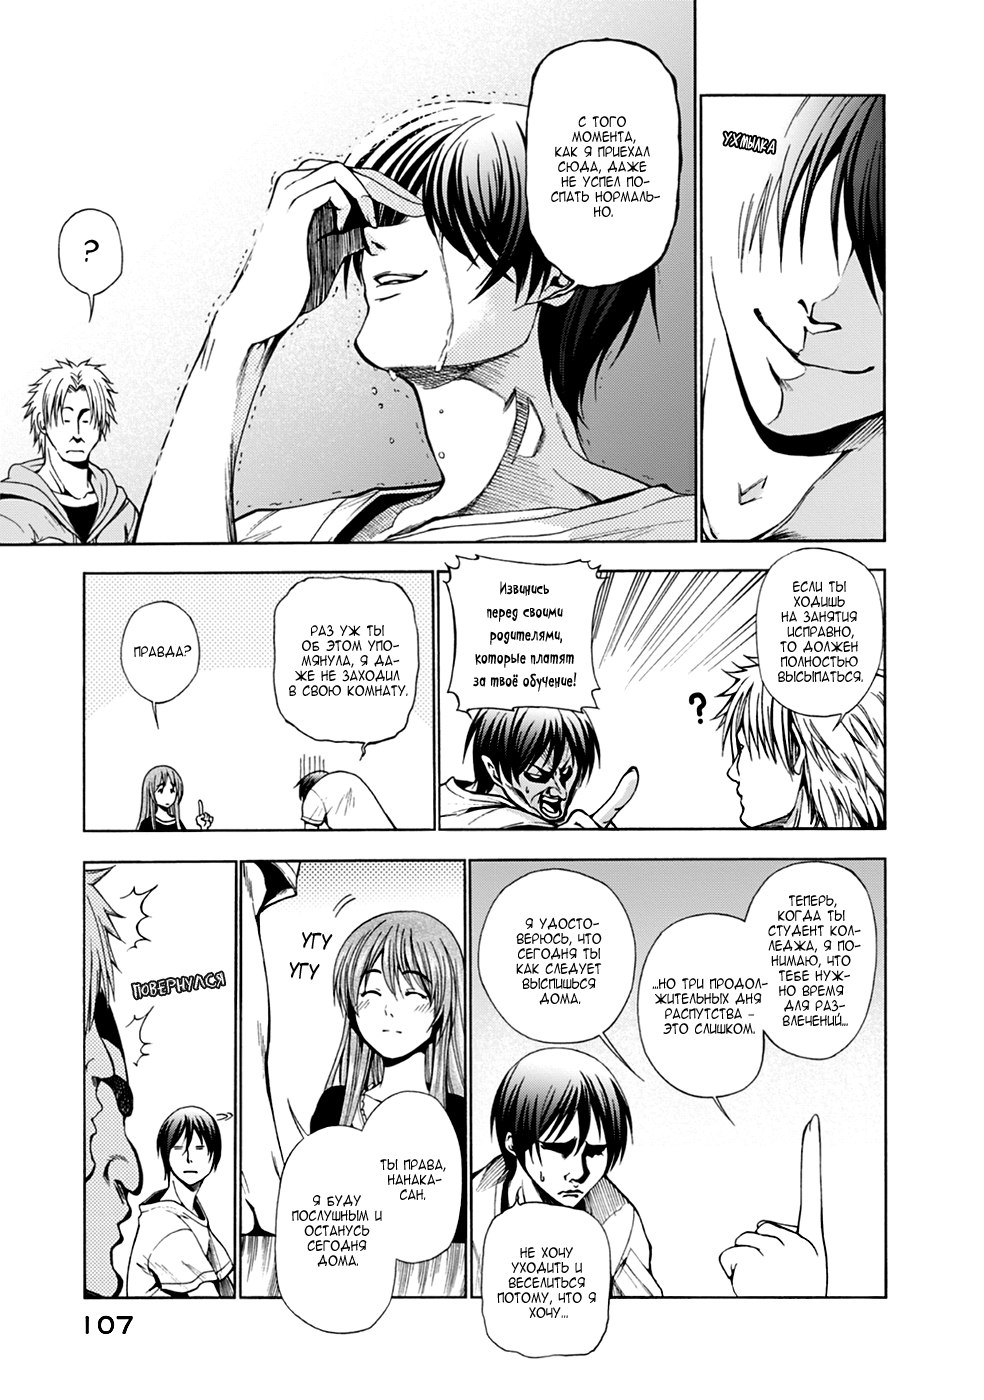 УХМЫЛКА
С ТОГО
МОМЕНТА,
КАК Я ПРИЕХАЛ
СЮДА, ДАЖЕ
НЕ УСПЕЛ ПО-
СПАТЬ НОРМАЛЬ-
НО.
?
ЕСЛИ ТЫ
ХОДИШЬ
НА ЗАНЯТИЯ
ИСПРАВНО,
ТО ДОЛЖЕН
ПОЛНОСТЬЮ
ВЫСЫПАТЬСЯ.
?
Извинись
перед своими
родителями,
которые платят
за твоё обучение!
РАЗ УЖ ТЫ
ОБ ЭТОМ УПО-
МЯНУЛА, Я ДА-
ЖЕ НЕ ЗАХОДИЛ
В СВОЮ КОМНАТУ.
ПРАВДА?
ТЕПЕРЬ,
КОГДА ТЫ
СТУДЕНТ КОЛ-
ЛЕДЖА, Я ПО-
НИМАЮ, ЧТО
ТЕБЕ НУЖ-
НО ВРЕМЯ
ДЛЯ РАЗ-
ВЛЕЧЕНИЙ...
...НО ТРИ ПРОДОЛ-
ЖИТЕЛЬНЫХ ДНЯ
РАСПУТСТВА -
ЭТО СЛИШКОМ.
Я УДОСТО-
ВЕРЮСЬ, ЧТО
СЕГОДНЯ ТЫ
КАК СЛЕДУЕТ
ВЫСПИШЬСЯ
ДОМА.
НЕ ХОЧУ
УХОДИТЬ И
ВЕСЕЛИТЬСЯ
ПОТОМУ, ЧТО Я
ХОЧУ...
УГУ
УГУ
ТЫ ПРАВА,
НАНАКА-
САН.
Я БУДУ
ПОСЛУШНЫМ И
ОСТАНУСЬ
СЕГОДНЯ
ДОМА.
ПОВЕРНУЛСЯ
107